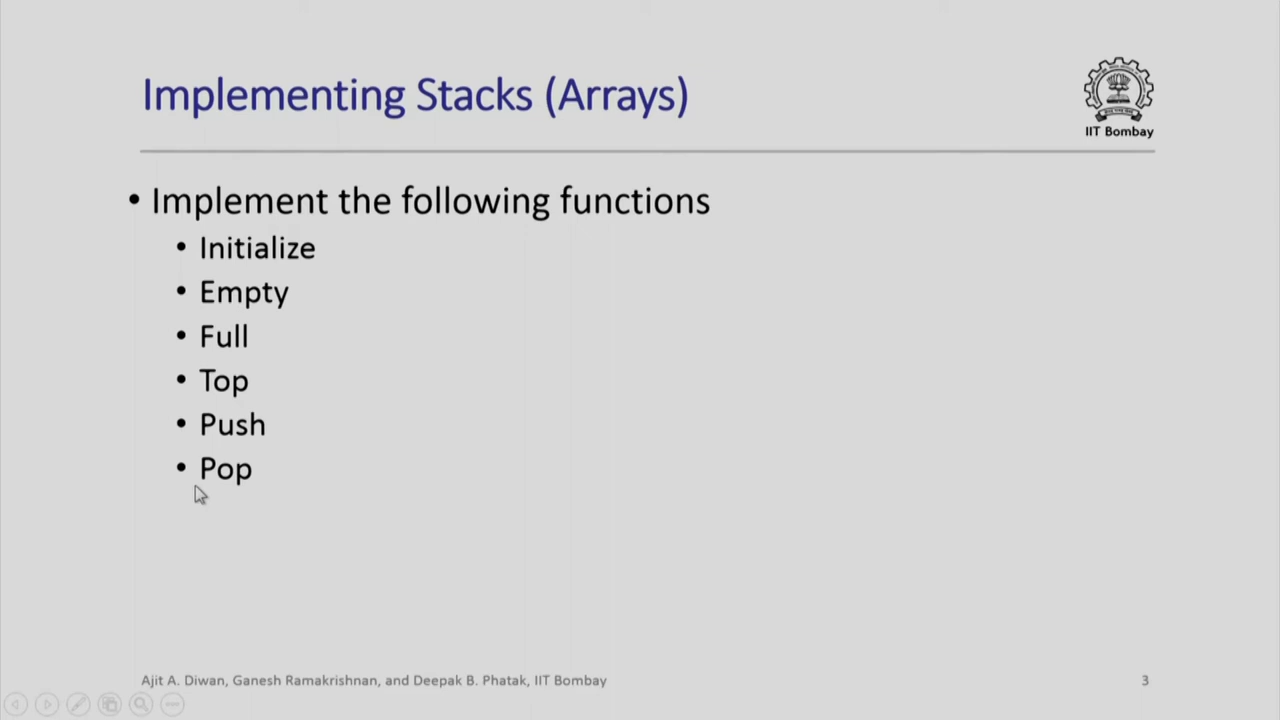 Implementing Stacks (Arrays)
IIT Bombay
• Implement the following functions
• Initialize
• Empty
• Full
• Top
• Push
• Pop
Ajit A. Diwan, Ganesh Ramakrishnan, and Deepak B. Phatak, IIT Bombay
3